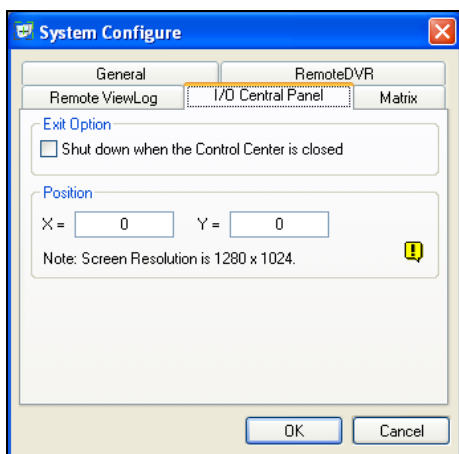 System Configure
General RemoteDVR
Remote ViewLog I/O Central Panel Matrix
Exit Option
Shut down when the Control Center is closed
Position
X = 0 Y = 0
Note: Screen Resolution is 1280 x 1024.
OK Cancel